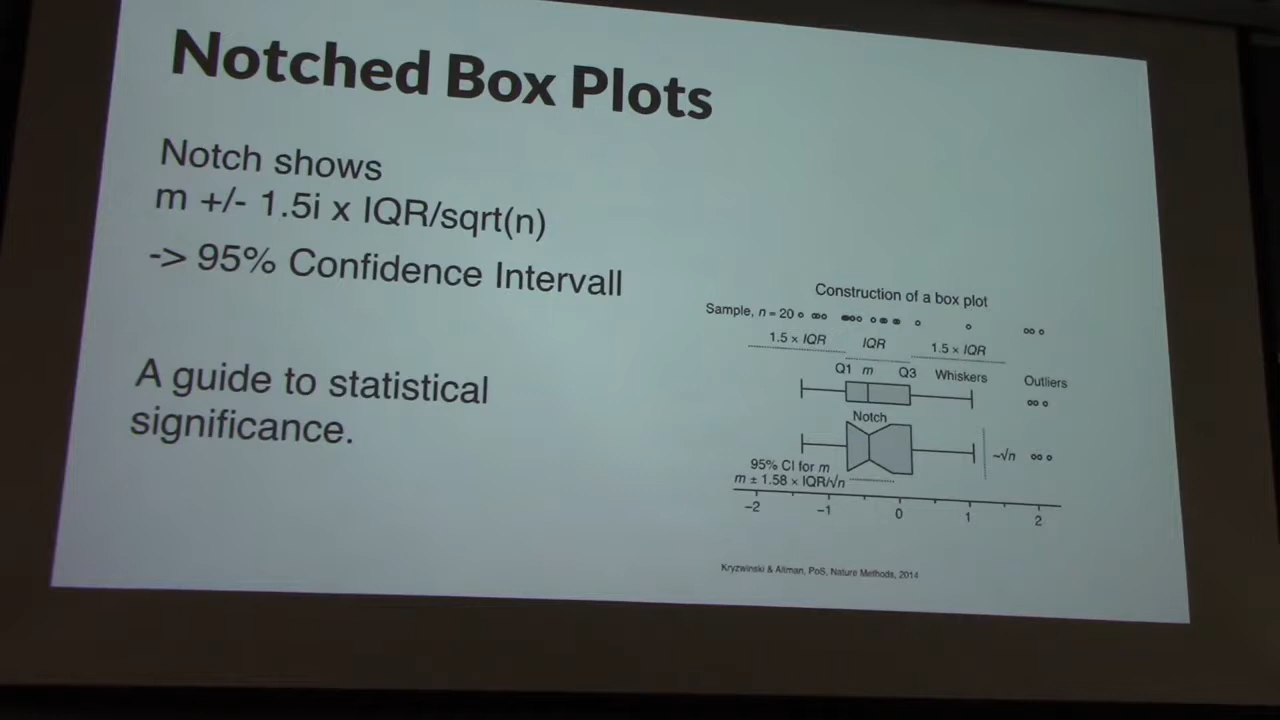 Notched Box Plots
Notch shows
m +/- 1.5i x IQR/sqrt(n)
-> 95% Confidence Intervall
A guide to statistical
significance.
Construction of a box plot
Sample, n = 20
1.5 × IQR IQR 1.5 × IQR
Q1 m Q3 Whiskers Outliers
Notch
~√n
95% CI for m
m ± 1.58 × IQR/√n
−2 −1 0 1 2
Kryzwinski & Altman, PoS, Nature Methods, 2014